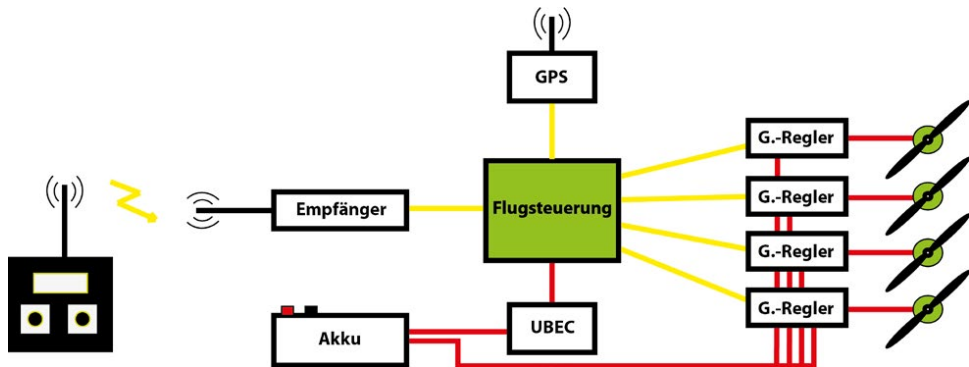 GPS
G.-Regler
G.-Regler
Empfänger
Flugsteuerung
G.-Regler
G.-Regler
UBEC
Akku